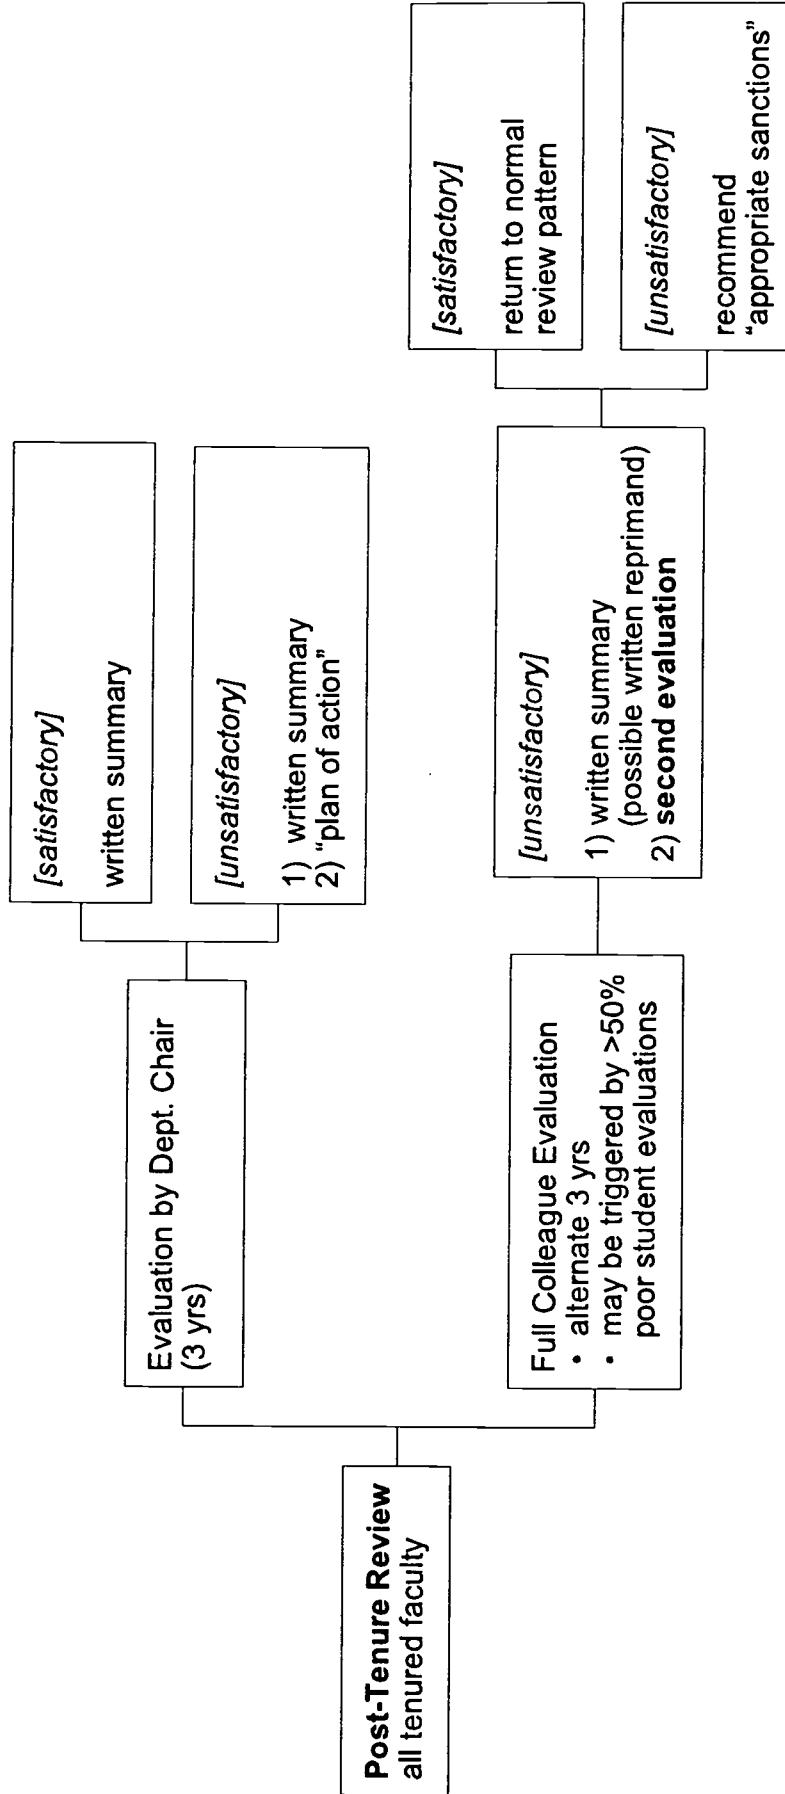 Post-Tenure Review
all tenured faculty
Evaluation by Dept. Chair
(3 yrs)
[satisfactory]
written summary
[unsatisfactory]
1) written summary
2) “plan of action”
Full Colleague Evaluation
• alternate 3 yrs
• may be triggered by >50%
poor student evaluations
[unsatisfactory]
1) written summary
(possible written reprimand)
2) second evaluation
[satisfactory]
return to normal
review pattern
[unsatisfactory]
recommend
“appropriate sanctions”